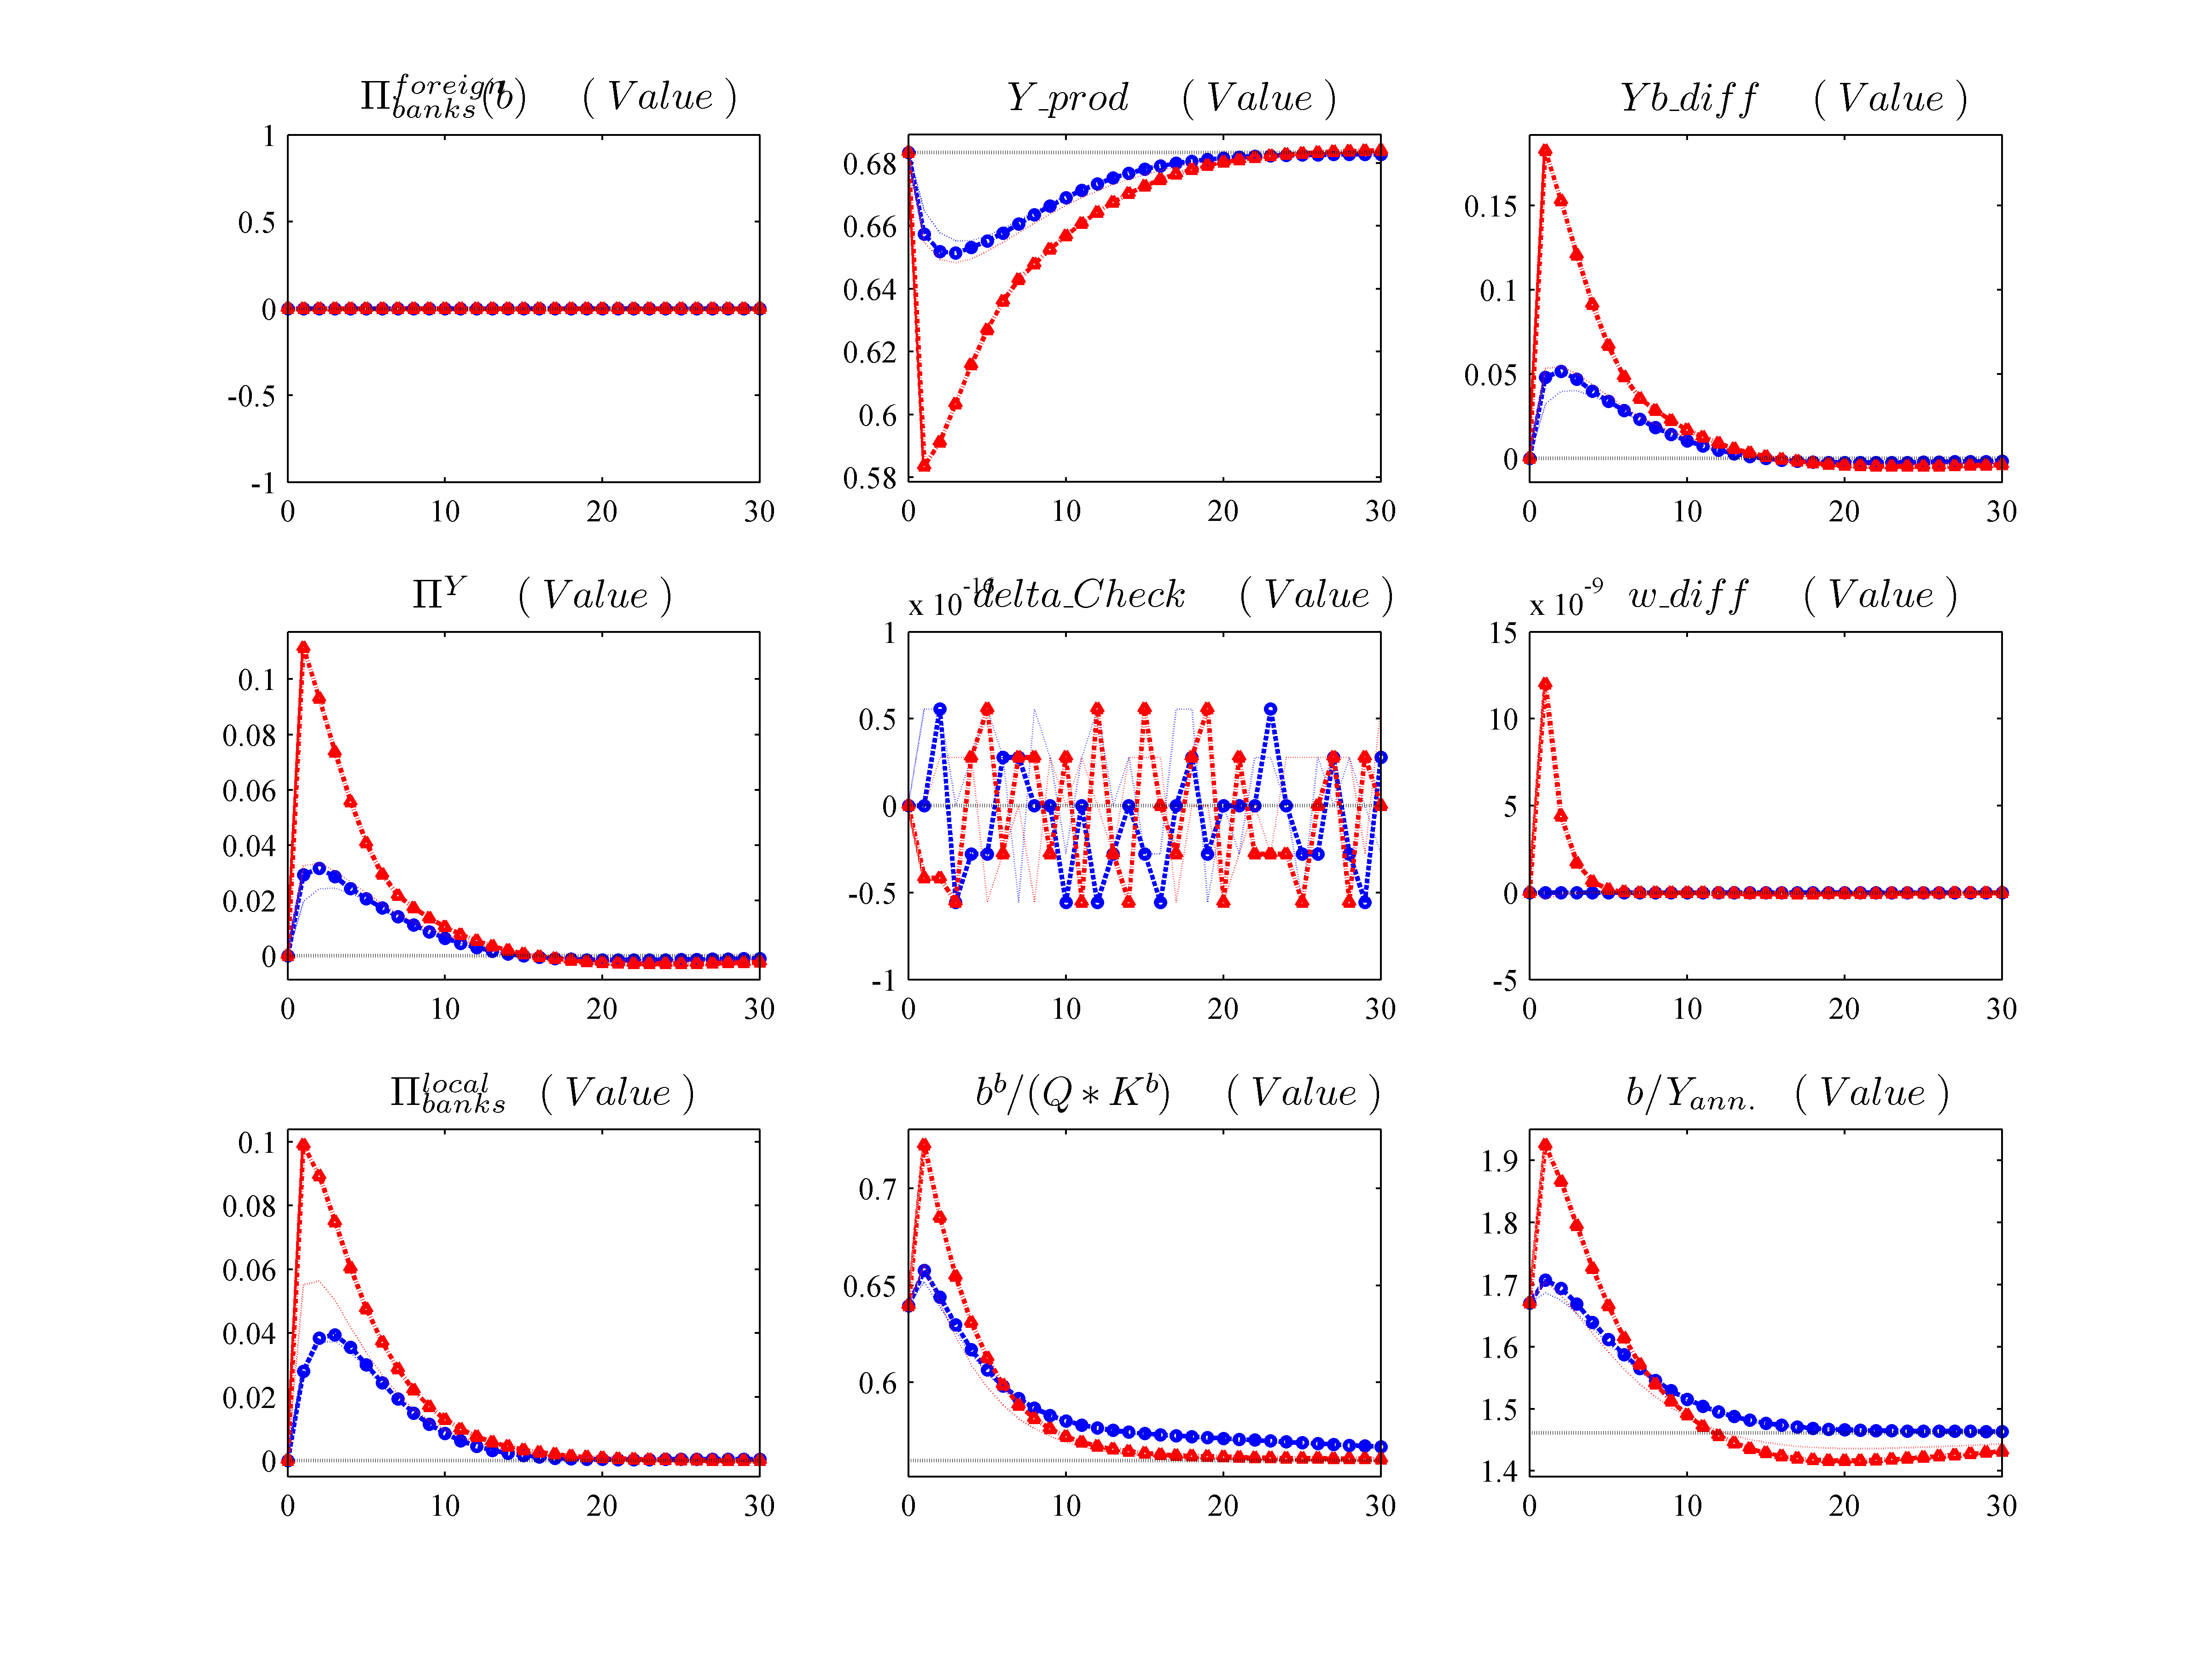 Π^{foreign}_{banks}(b) ( Value )
Y_prod ( Value )
Yb_diff ( Value )
1
0.5
0
-0.5
-1
0 10 20 30
0.68
0.66
0.64
0.62
0.6
0.58
0 10 20 30
0.15
0.1
0.05
0
0 10 20 30
Π^Y ( Value )
x 10^{-16} delta_Check ( Value )
x 10^{-9} w_diff ( Value )
0.1
0.08
0.06
0.04
0.02
0
0 10 20 30
1
0.5
0
-0.5
-1
0 10 20 30
15
10
5
0
-5
0 10 20 30
Π^{local}_{banks} ( Value )
b^b/(Q ∗ K^b) ( Value )
b/Y_{ann.} ( Value )
0.1
0.08
0.06
0.04
0.02
0
0 10 20 30
0.7
0.65
0.6
0 10 20 30
1.9
1.8
1.7
1.6
1.5
1.4
0 10 20 30